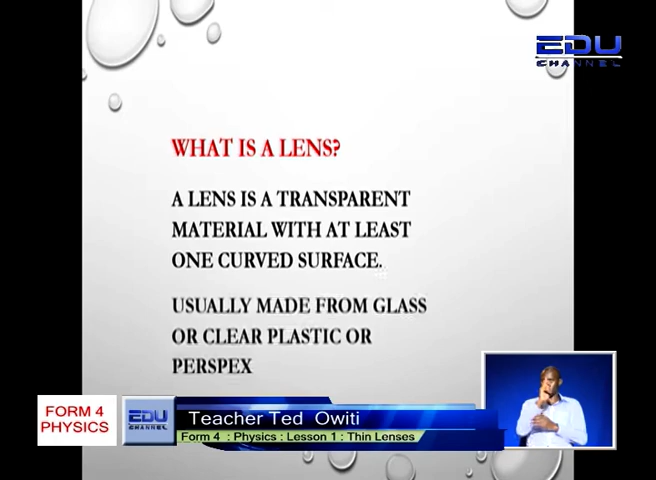 EDU
CHANNEL
WHAT IS A LENS?
A LENS IS A TRANSPARENT
MATERIAL WITH AT LEAST
ONE CURVED SURFACE.
USUALLY MADE FROM GLASS
OR CLEAR PLASTIC OR
PERSPEX
FORM 4
PHYSICS
EDU
CHANNEL
Teacher Ted Owiti
Form 4 : Physics : Lesson 1 : Thin Lenses